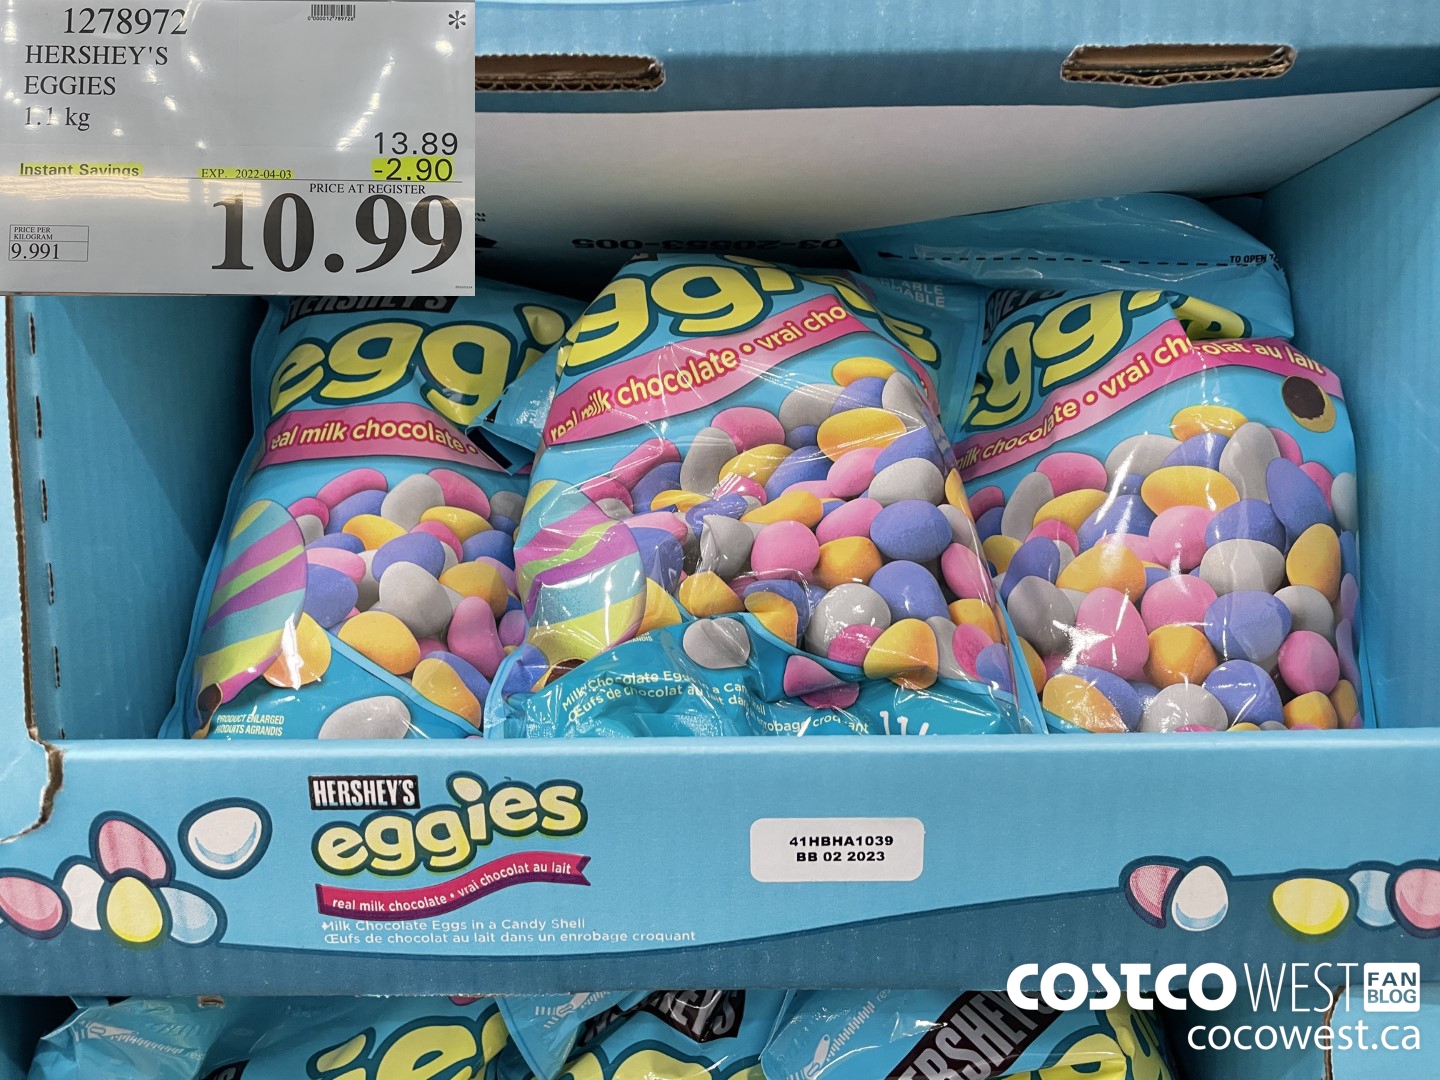 1278972
*
HERSHEY'S
EGGIES
1.1 kg
13.89
Instant Savings
EXP. 2022-04-03
-2.90
PRICE AT REGISTER
10.99
PRICE PER
KILOGRAM
9.991
TO OPEN
HERSHEY'S
real milk chocolate • vrai cho
milk chocolate • vrai chocolat au lait
real milk chocolate
PRODUCT ENLARGED
PRODUITS AGRANDIS
HERSHEY'S
eggies
real milk chocolate • vrai chocolat au lait
Milk Chocolate Eggs in a Candy Shell
Œufs de chocolat au lait dans un enrobage croquant
41HBHA1039
BB 02 2023
COSTCO WEST FAN
BLOG
cocowest.ca